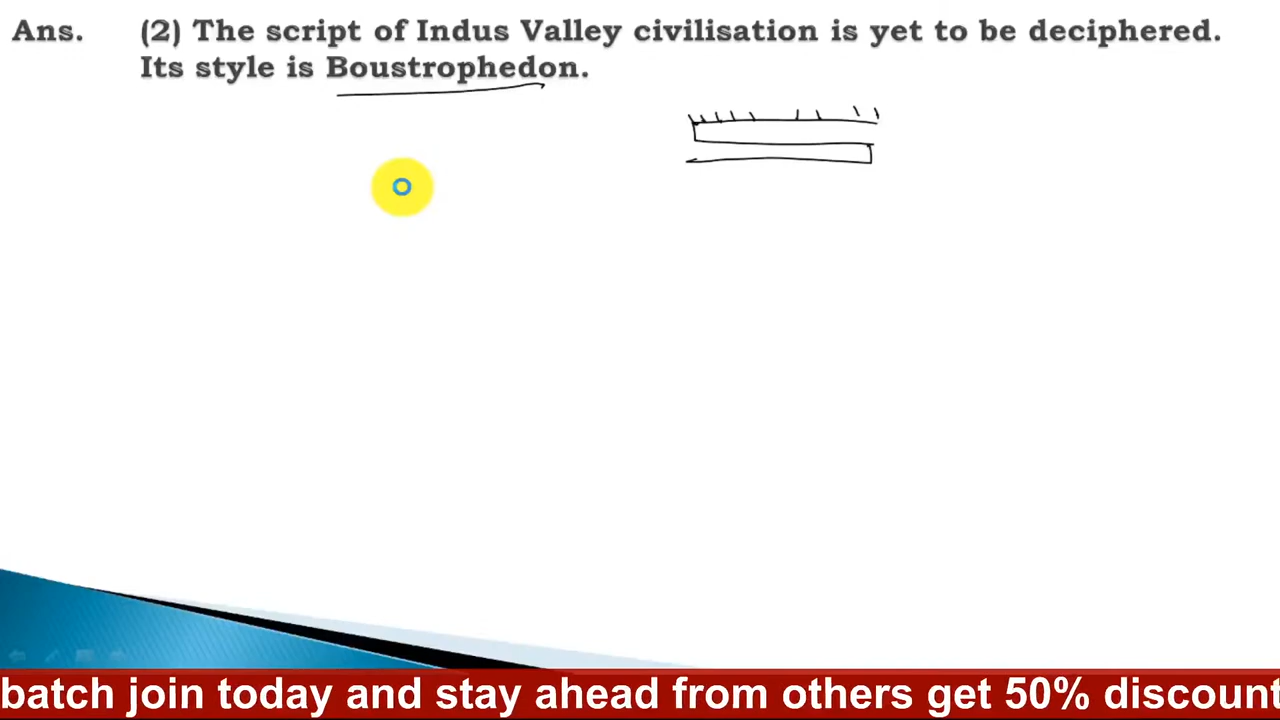 Ans. (2) The script of Indus Valley civilisation is yet to be deciphered.
Its style is Boustrophedon.
batch join today and stay ahead from others get 50% discount